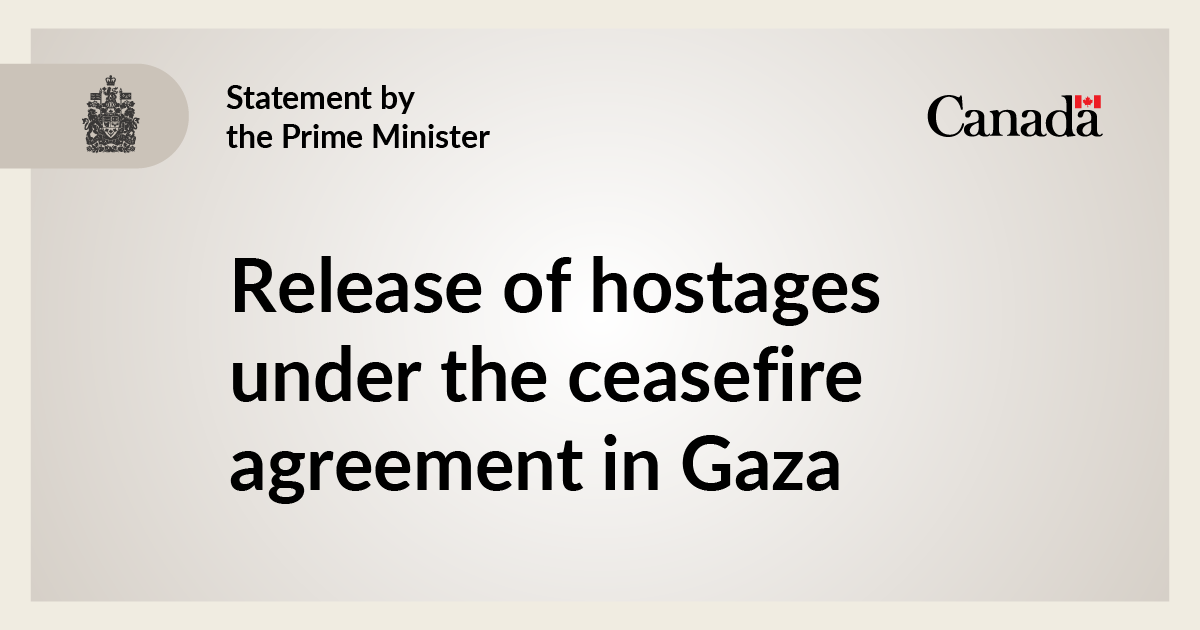 Statement by
the Prime Minister
Canada
Release of hostages
under the ceasefire
agreement in Gaza